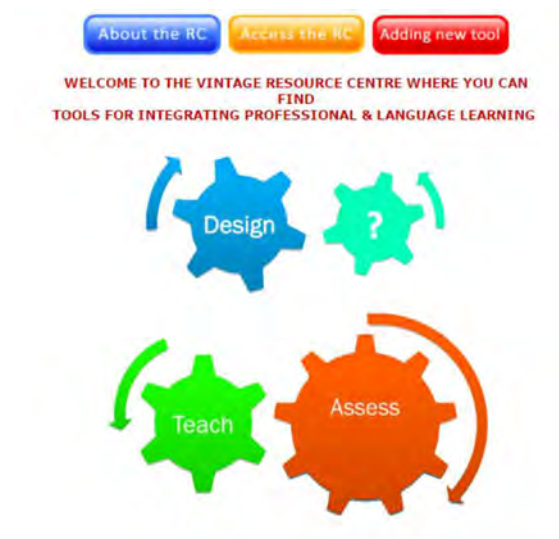 About the RC Access the RC Adding new tool
WELCOME TO THE VINTAGE RESOURCE CENTRE WHERE YOU CAN
FIND
TOOLS FOR INTEGRATING PROFESSIONAL & LANGUAGE LEARNING
Design ?
Teach Assess